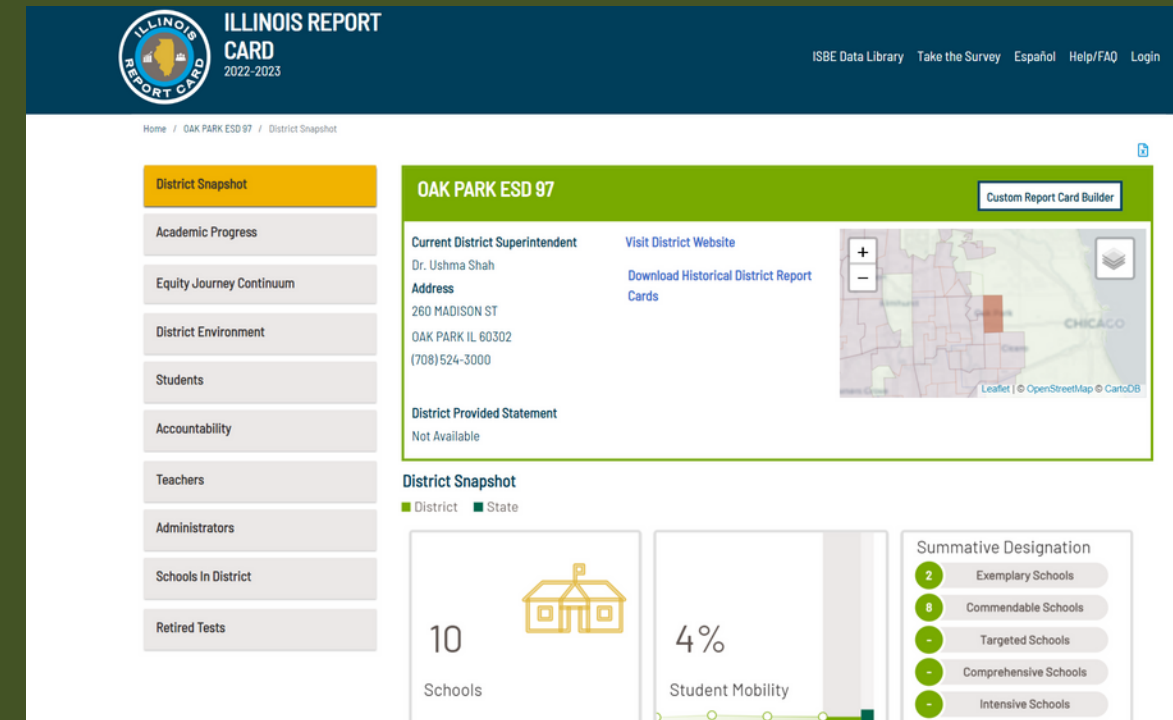 ILLINOIS
REPORT CARD
ILLINOIS REPORT
CARD
2022-2023
ISBE Data Library Take the Survey Español Help/FAQ Login
Home / OAK PARK ESD 97 / District Snapshot
District Snapshot
Academic Progress
Equity Journey Continuum
District Environment
Students
Accountability
Teachers
Administrators
Schools In District
Retired Tests
OAK PARK ESD 97
Custom Report Card Builder
Current District Superintendent
Dr. Ushma Shah
Address
260 MADISON ST
OAK PARK IL 60302
(708) 524-3000
District Provided Statement
Not Available
Visit District Website
Download Historical District Report
Cards
+
−
Elmhurst
Oak Park
CHICAGO
Cicero
Leaflet | © OpenStreetMap © CartoDB
District Snapshot
District State
10
Schools
4%
Student Mobility
Summative Designation
2 Exemplary Schools
8 Commendable Schools
- Targeted Schools
- Comprehensive Schools
- Intensive Schools